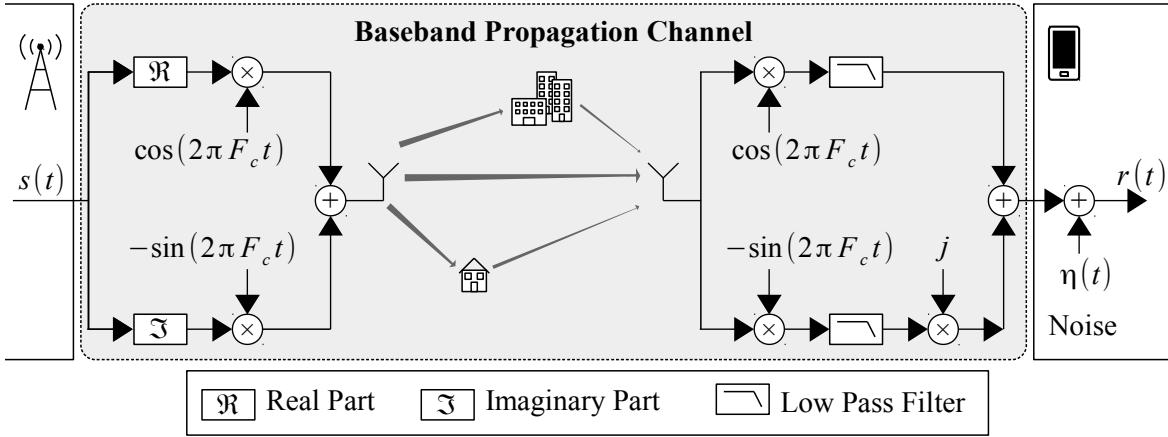 Baseband Propagation Channel
ℜ × × 
cos(2π F_c t) cos(2π F_c t)
s(t) + + + r(t)
−sin(2π F_c t) −sin(2π F_c t) j η(t)
ℑ × × × Noise
ℜ Real Part ℑ Imaginary Part Low Pass Filter